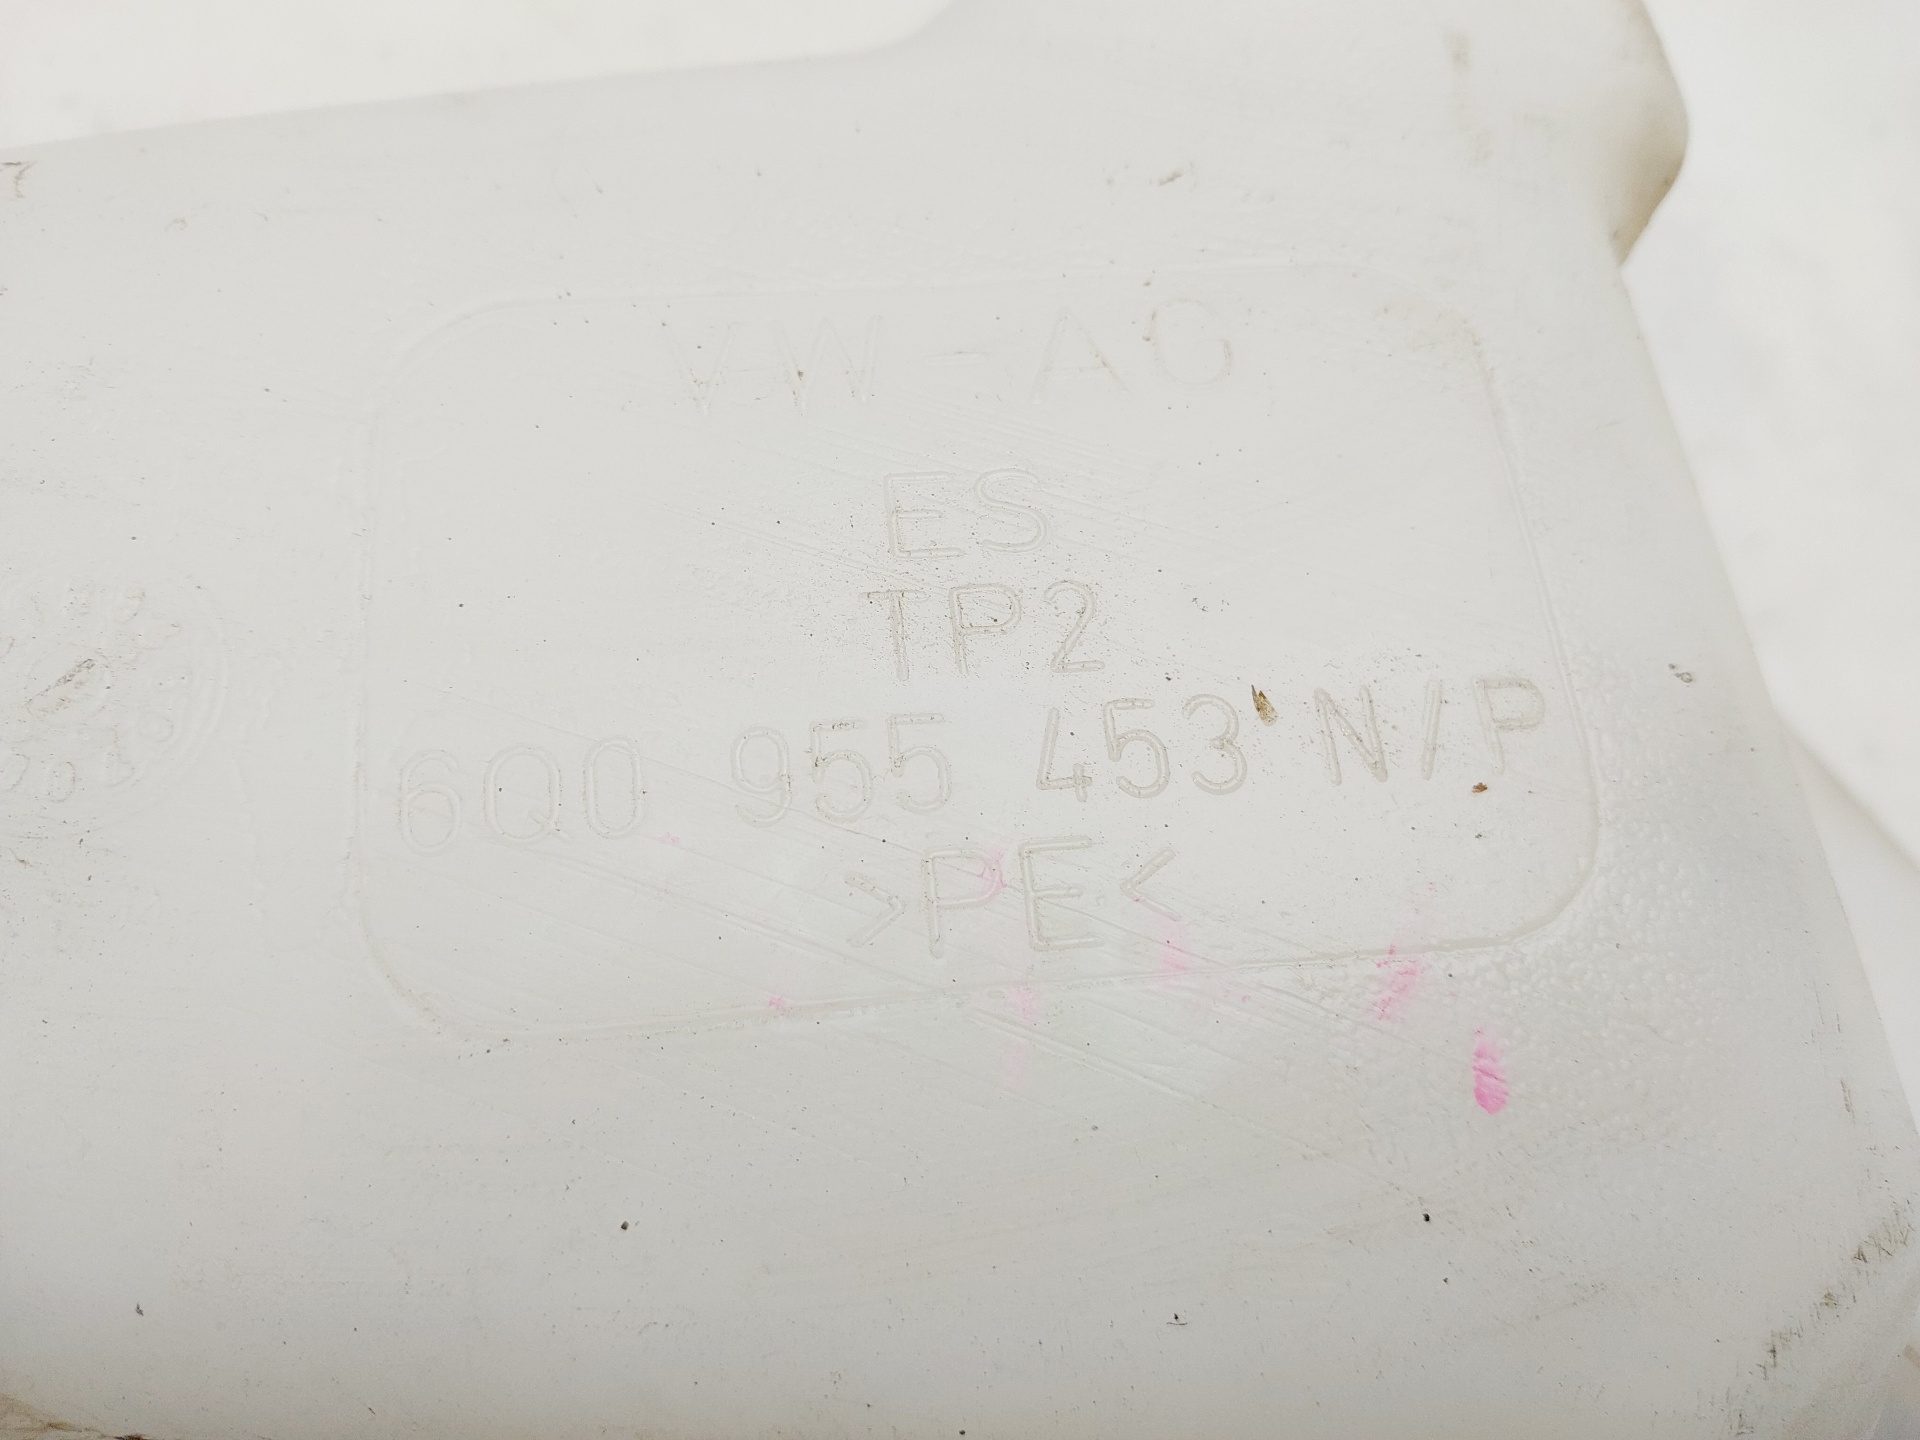 VW-AG
ES
TP2
6Q0 955 453 N/P
>PE<